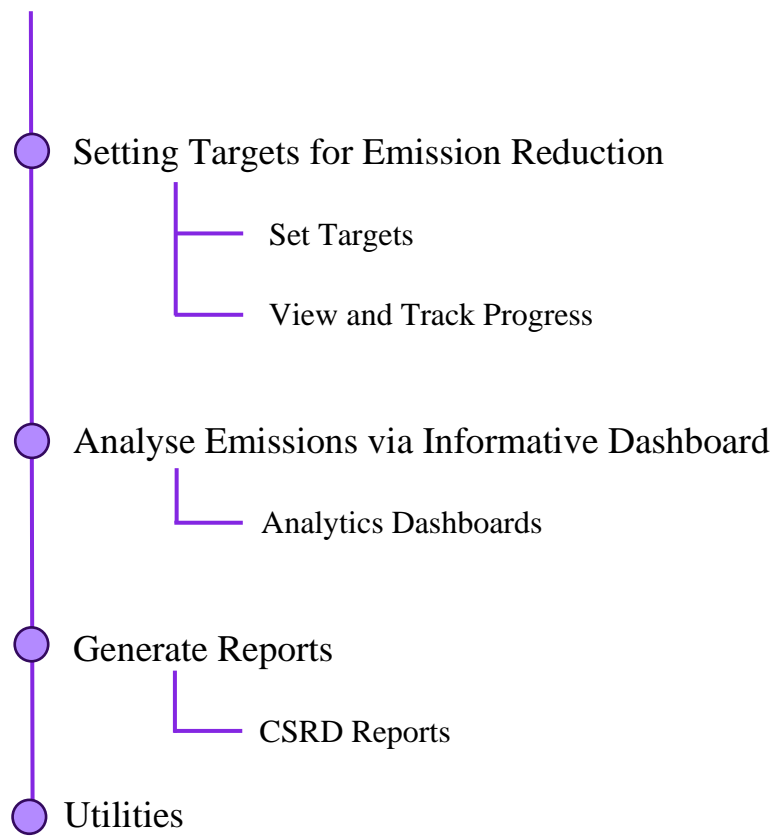 Setting Targets for Emission Reduction
Set Targets
View and Track Progress
Analyse Emissions via Informative Dashboard
Analytics Dashboards
Generate Reports
CSRD Reports
Utilities